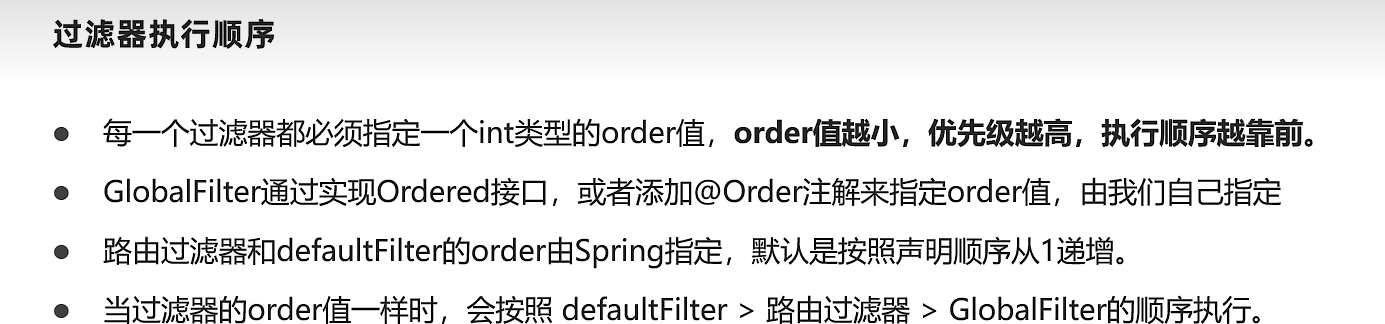 过滤器执行顺序
● 每一个过滤器都必须指定一个int类型的order值，order值越小，优先级越高，执行顺序越靠前。
● GlobalFilter通过实现Ordered接口，或者添加@Order注解来指定order值，由我们自己指定
● 路由过滤器和defaultFilter的order由Spring指定，默认是按照声明顺序从1递增。
● 当过滤器的order值一样时，会按照 defaultFilter > 路由过滤器 > GlobalFilter的顺序执行。